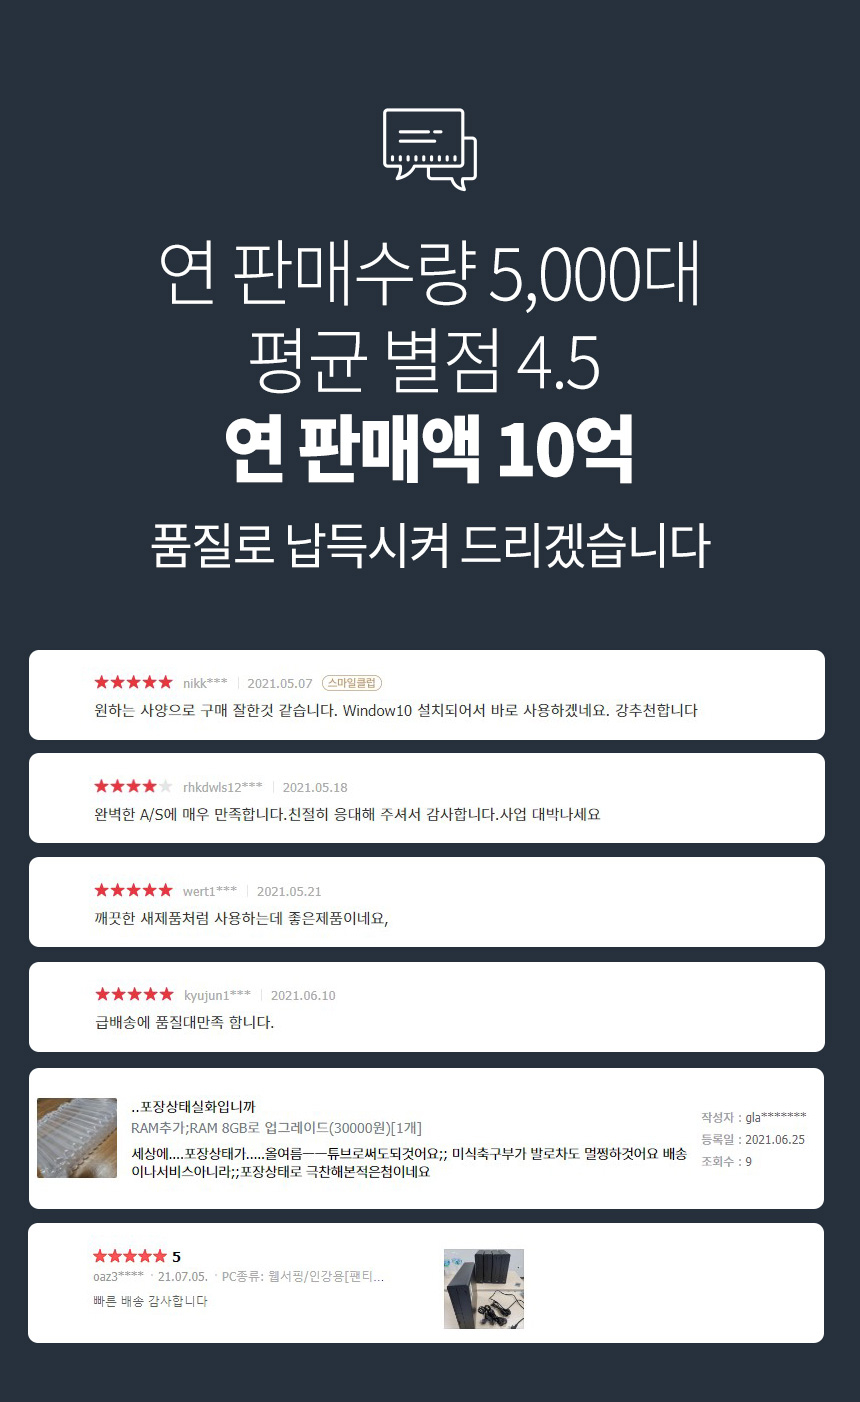 연 판매수량 5,000대
평균 별점 4.5
연 판매액 10억
품질로 납득시켜 드리겠습니다
★★★★★ nikk*** | 2021.05.07 스마일클럽
원하는 사양으로 구매 잘한것 같습니다. Window10 설치되어서 바로 사용하겠네요. 강추천합니다
★★★★★ rhkdwls12*** | 2021.05.18
완벽한 A/S에 매우 만족합니다.친절히 응대해 주셔서 감사합니다.사업 대박나세요
★★★★★ wert1*** | 2021.05.21
깨끗한 새제품처럼 사용하는데 좋은제품이네요,
★★★★★ kyujun1*** | 2021.06.10
급배송에 품질대만족 함니다.
..포장상태실화입니까
RAM추가;RAM 8GB로 업그레이드(30000원)[1개]
세상에....포장상태가.....올여름ㅡㅡ튜브로써도되것어요;; 미식축구부가 발로차도 멀쩡하것어요 배송
이나서비스아니라;;포장상태로 극찬해본적은첨이네요
작성자 : gla*******
등록일 : 2021.06.25
조회수 : 9
★★★★★ 5
oaz3**** · 21.07.05. · PC종류: 웹서핑/인강용[팬티...
빠른 배송 감사합니다